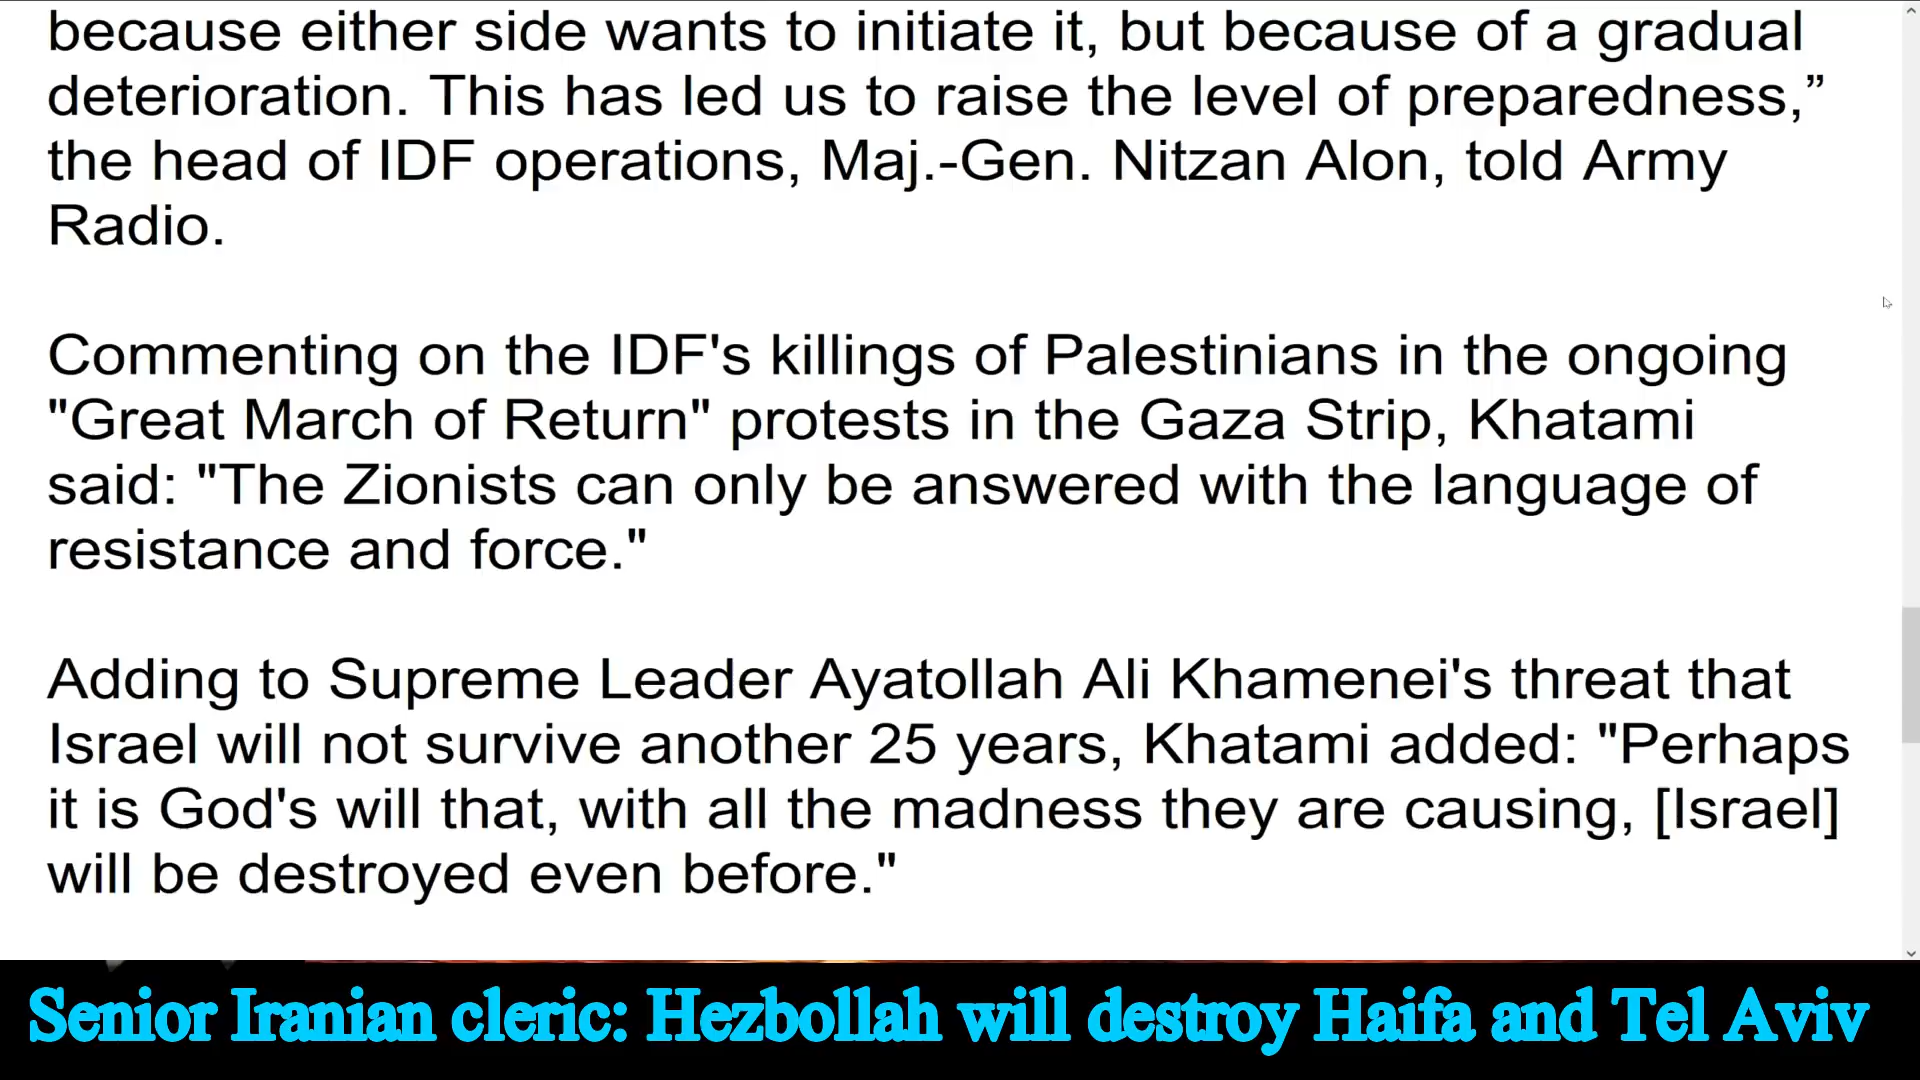 because either side wants to initiate it, but because of a gradual
deterioration. This has led us to raise the level of preparedness,”
the head of IDF operations, Maj.-Gen. Nitzan Alon, told Army
Radio.
Commenting on the IDF's killings of Palestinians in the ongoing
"Great March of Return" protests in the Gaza Strip, Khatami
said: "The Zionists can only be answered with the language of
resistance and force."
Adding to Supreme Leader Ayatollah Ali Khamenei's threat that
Israel will not survive another 25 years, Khatami added: "Perhaps
it is God's will that, with all the madness they are causing, [Israel]
will be destroyed even before."
Senior Iranian cleric: Hezbollah will destroy Haifa and Tel Aviv